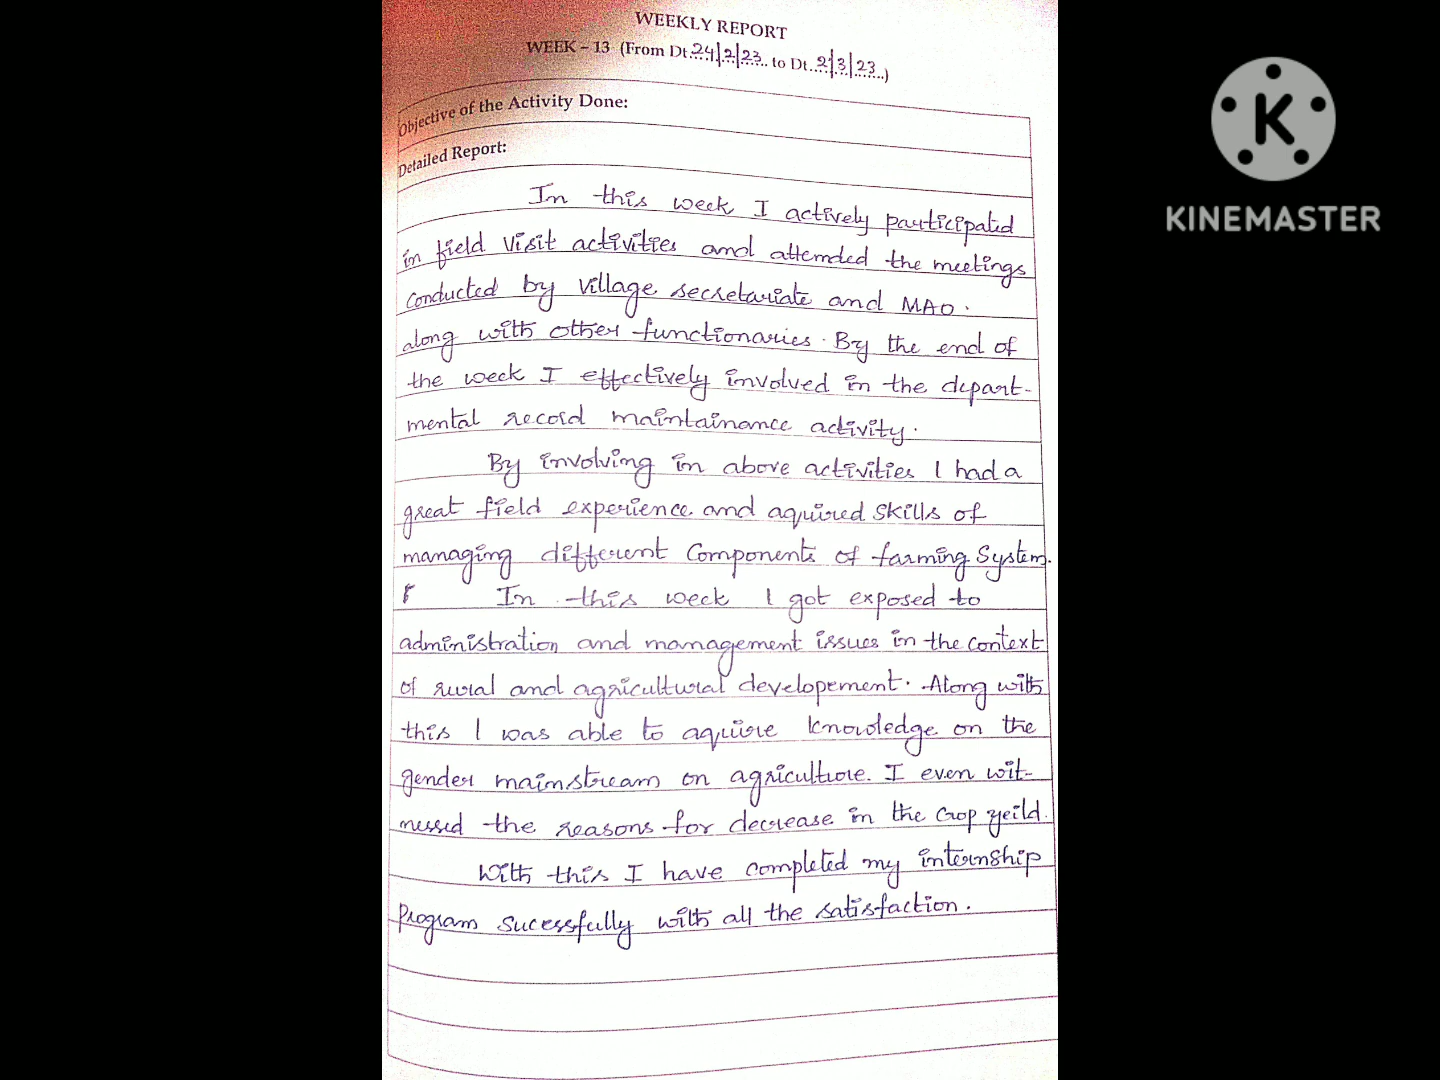 WEEKLY REPORT
WEEK – 13 (From Dt.24|2|23.. to Dt..2|3|23..)
Objective of the Activity Done:
Detailed Report:
In this week I actively participated
in field visit activities and attended the meetings
conducted by village secretariate and MAO.
along with other functionaries. By the end of
the week I effectively involved in the depart-
mental record maintainance activity.
By involving in above activities I had a
great field experience and aquired skills of
managing different Components of farming System.
In this week I got exposed to
administration and management issues in the context
of rural and agricultural developement. Along with
this I was able to aquire knowledge on the
gender mainstream on agriculture. I even wit-
nessed the reasons for decrease in the crop yeild.
With this I have completed my internship
Program sucessfully with all the satisfaction.
K
KINEMASTER